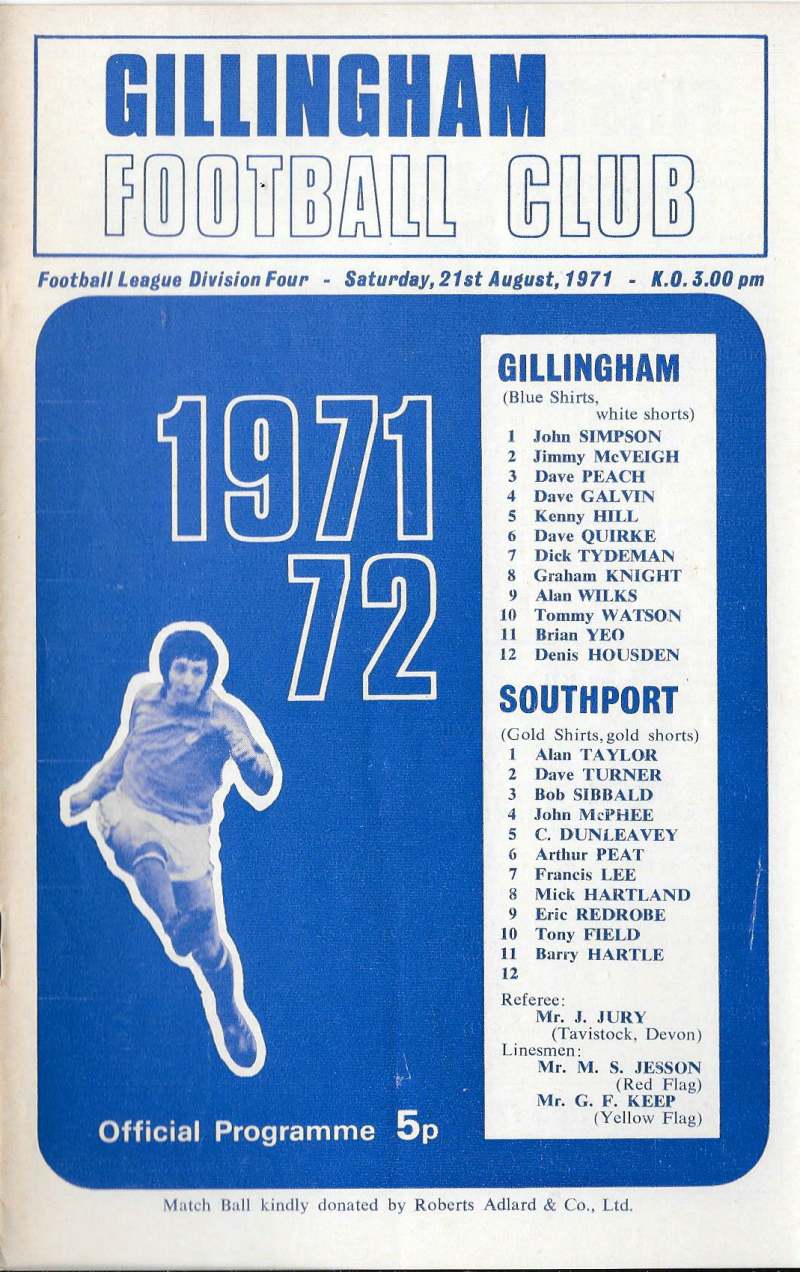 GILLINGHAM
FOOTBALL CLUB
Football League Division Four - Saturday, 21st August, 1971 - K.O. 3.00 pm
1971
72
GILLINGHAM
(Blue Shirts,
white shorts)
1 John SIMPSON
2 Jimmy McVEIGH
3 Dave PEACH
4 Dave GALVIN
5 Kenny HILL
6 Dave QUIRKE
7 Dick TYDEMAN
8 Graham KNIGHT
9 Alan WILKS
10 Tommy WATSON
11 Brian YEO
12 Denis HOUSDEN
SOUTHPORT
(Gold Shirts, gold shorts)
1 Alan TAYLOR
2 Dave TURNER
3 Bob SIBBALD
4 John McPHEE
5 C. DUNLEAVEY
6 Arthur PEAT
7 Francis LEE
8 Mick HARTLAND
9 Eric REDROBE
10 Tony FIELD
11 Barry HARTLE
12
Referee:
Mr. J. JURY
(Tavistock, Devon)
Linesmen:
Mr. M. S. JESSON
(Red Flag)
Mr. G. F. KEEP
(Yellow Flag)
Official Programme 5p
Match Ball kindly donated by Roberts Adlard & Co., Ltd.